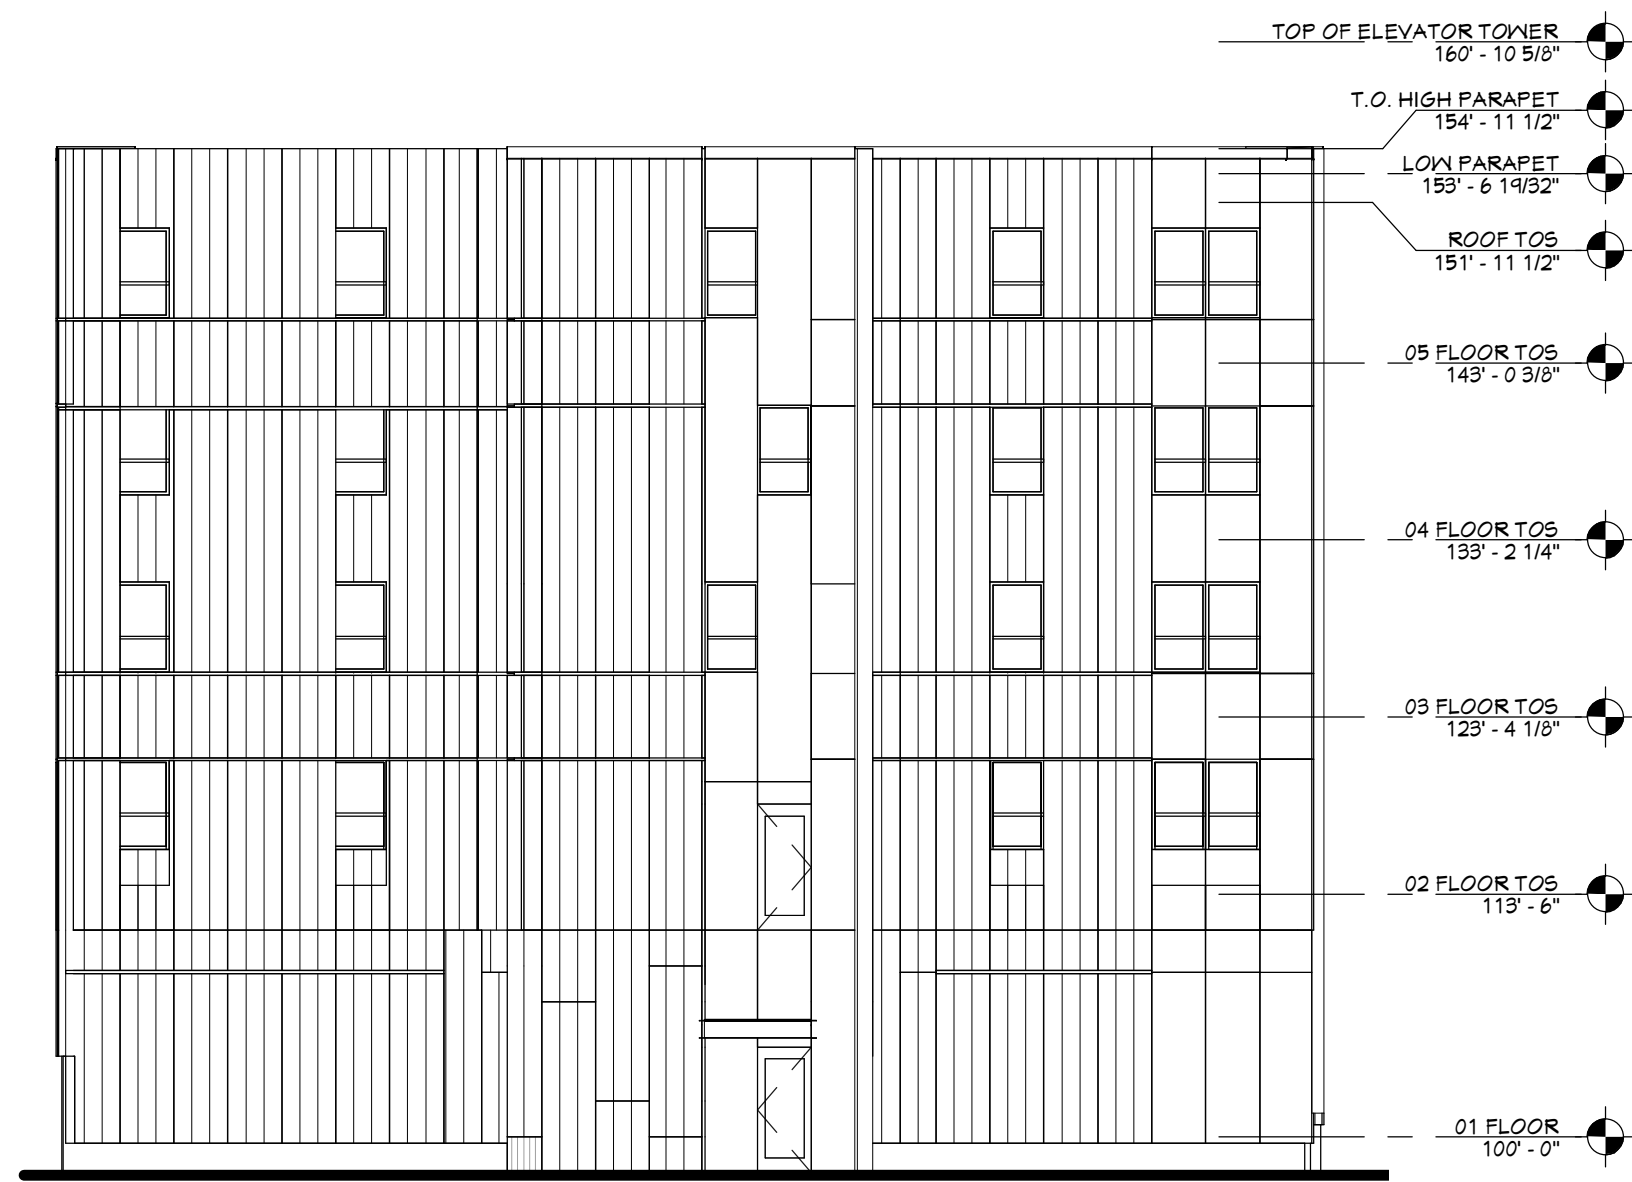 TOP OF ELEVATOR TOWER
160' - 10 5/8"
T.O. HIGH PARAPET
154' - 11 1/2"
LOW PARAPET
153' - 6 19/32"
ROOF TOS
151' - 11 1/2"
05 FLOOR TOS
143' - 0 3/8"
04 FLOOR TOS
133' - 2 1/4"
03 FLOOR TOS
123' - 4 1/8"
02 FLOOR TOS
113' - 6"
01 FLOOR
100' - 0"